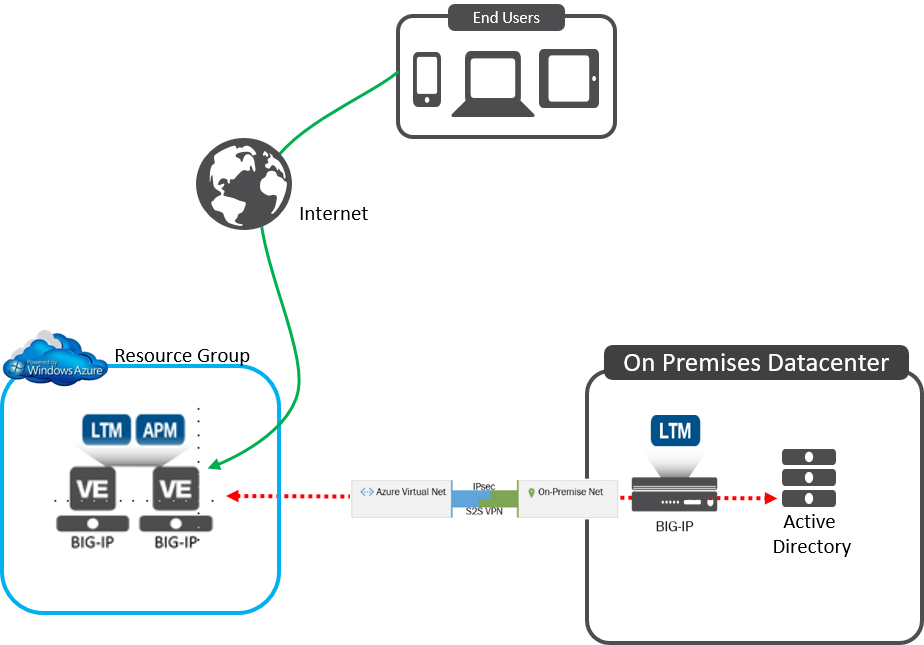 End Users
Internet
Powered by
Windows Azure
Resource Group
LTM APM
VE VE
BIG-IP BIG-IP
Azure Virtual Net
IPsec
S2S VPN
On-Premise Net
On Premises Datacenter
LTM
BIG-IP
Active
Directory